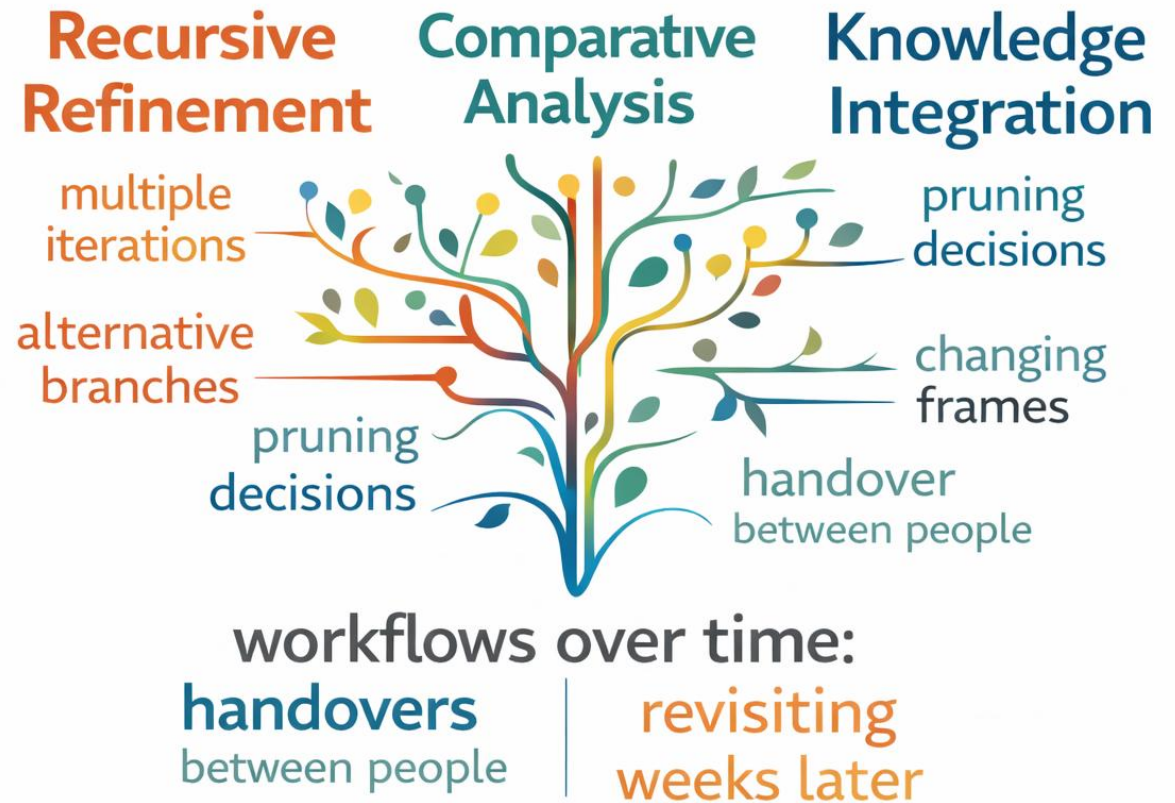 Recursive
Refinement
Comparative
Analysis
Knowledge
Integration
multiple
iterations
alternative
branches
pruning
decisions
pruning
decisions
changing
frames
handover
between people
workflows over time:
handovers
between people
revisiting
weeks later